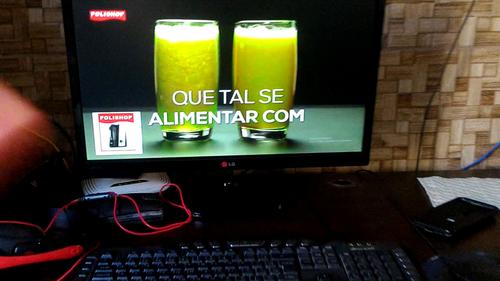 POLISHOP
QUE TAL SE
ALIMENTAR COM
POLISHOP
LG